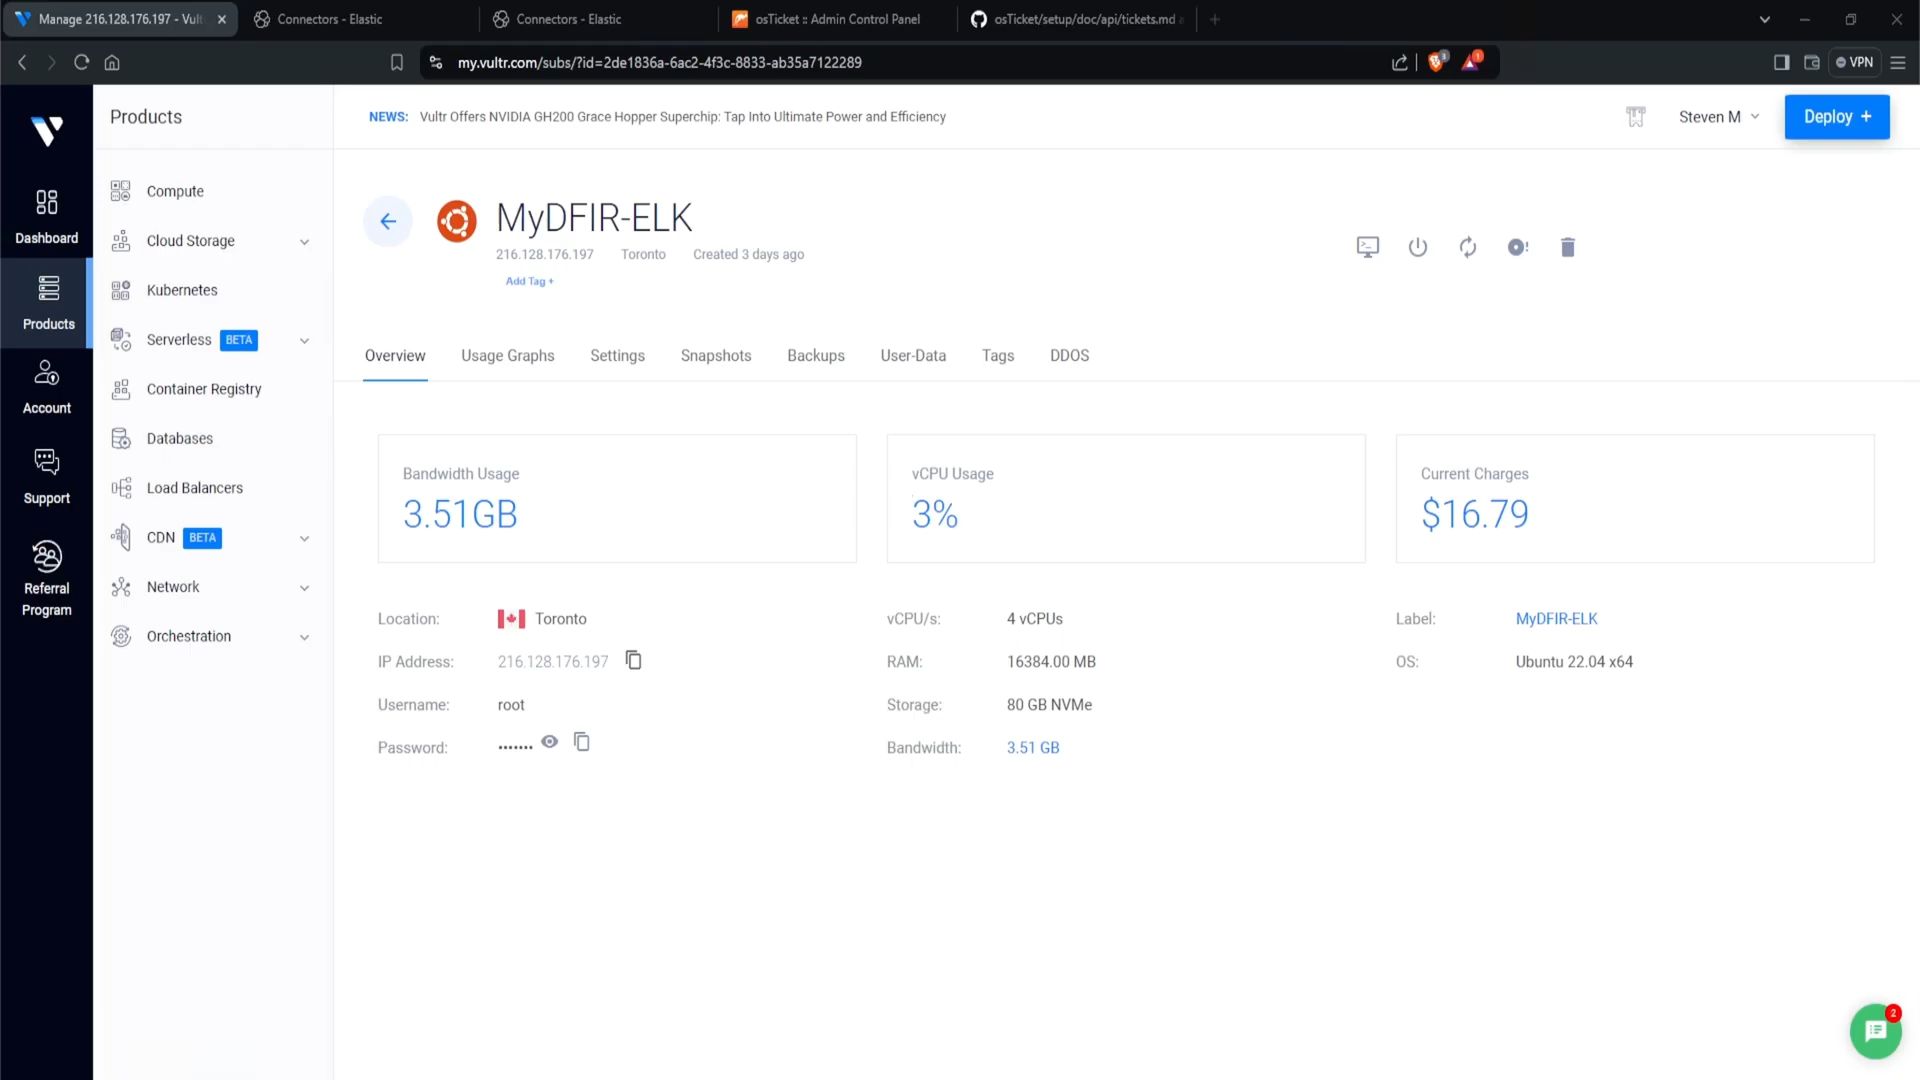 Manage 216.128.176.197 - Vult
Connectors - Elastic
Connectors - Elastic
osTicket :: Admin Control Panel
osTicket/setup/doc/api/tickets.md a
my.vultr.com/subs/?id=2de1836a-6ac2-4f3c-8833-ab35a7122289
3
1
VPN
Products
NEWS: Vultr Offers NVIDIA GH200 Grace Hopper Superchip: Tap Into Ultimate Power and Efficiency
Steven M
Deploy +
Dashboard
Products
Account
Support
Referral
Program
Compute
Cloud Storage
Kubernetes
Serverless BETA
Container Registry
Databases
Load Balancers
CDN BETA
Network
Orchestration
MyDFIR-ELK
216.128.176.197 Toronto Created 3 days ago
Add Tag +
Overview Usage Graphs Settings Snapshots Backups User-Data Tags DDOS
Bandwidth Usage
3.51GB
vCPU Usage
3%
Current Charges
$16.79
Location: Toronto
IP Address: 216.128.176.197
Username: root
Password: •••••••
vCPU/s: 4 vCPUs
RAM: 16384.00 MB
Storage: 80 GB NVMe
Bandwidth: 3.51 GB
Label: MyDFIR-ELK
OS: Ubuntu 22.04 x64
2